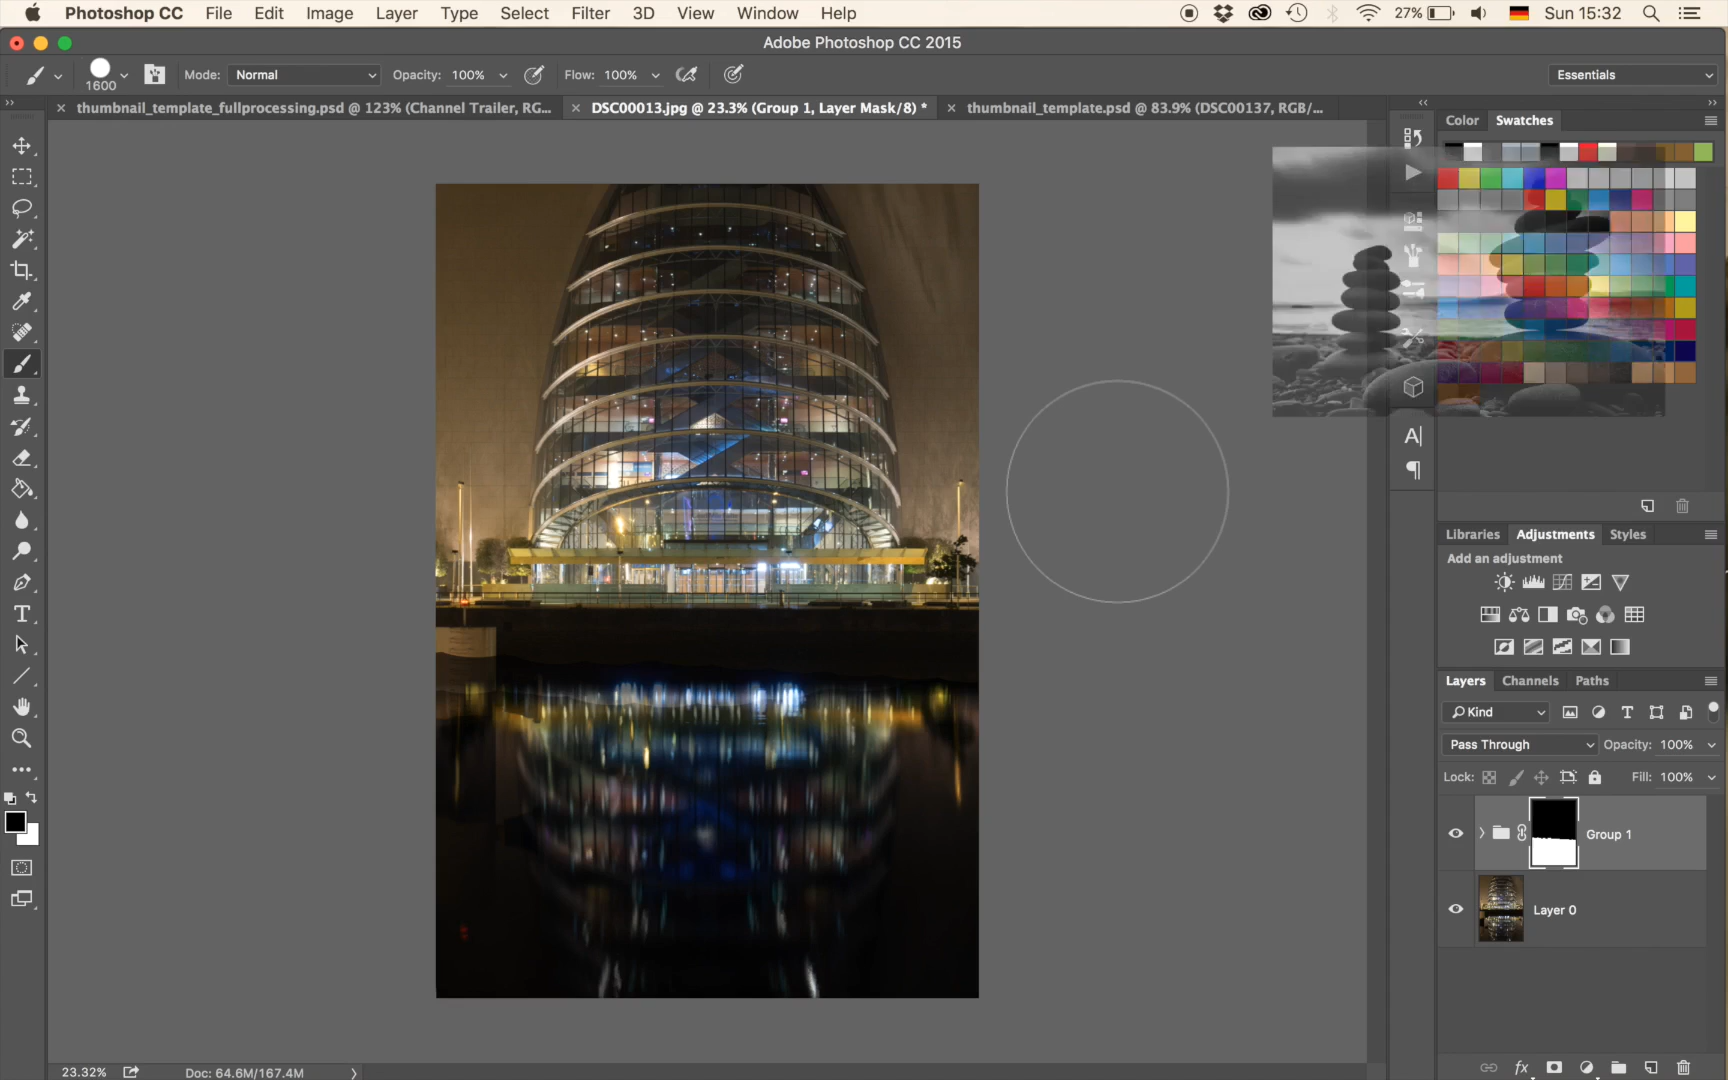 Photoshop CC File Edit Image Layer Type Select Filter 3D View Window Help 27% Sun 15:32
Adobe Photoshop CC 2015
1600 Mode: Normal Opacity: 100% Flow: 100% Essentials
thumbnail_template_fullprocessing.psd @ 123% (Channel Trailer, RG... DSC00013.jpg @ 23.3% (Group 1, Layer Mask/8) * thumbnail_template.psd @ 83.9% (DSC00137, RGB/...
Color Swatches
Libraries Adjustments Styles
Add an adjustment
Layers Channels Paths
Kind
Pass Through Opacity: 100%
Lock: Fill: 100%
Group 1
Layer 0
23.32% Doc: 64.6M/167.4M